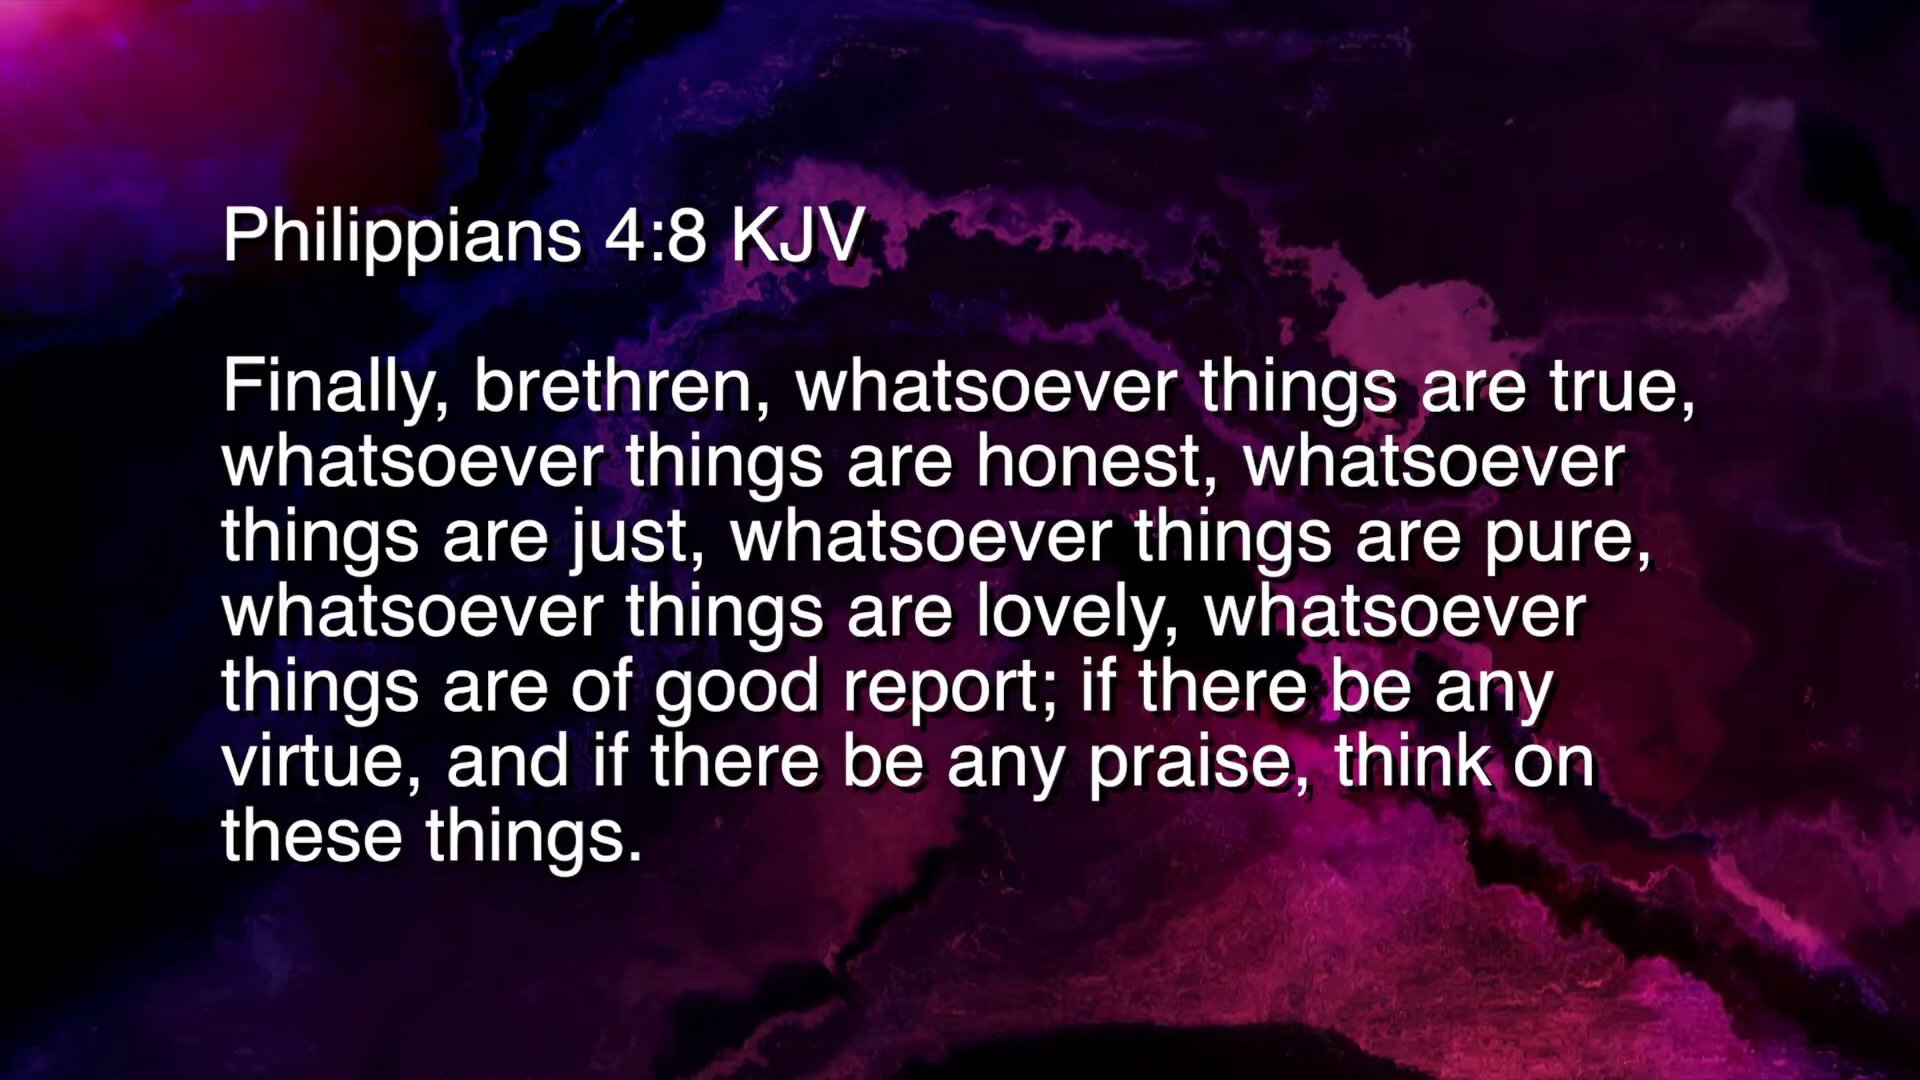 Philippians 4:8 KJV
Finally, brethren, whatsoever things are true,
whatsoever things are honest, whatsoever
things are just, whatsoever things are pure,
whatsoever things are lovely, whatsoever
things are of good report; if there be any
virtue, and if there be any praise, think on
these things.